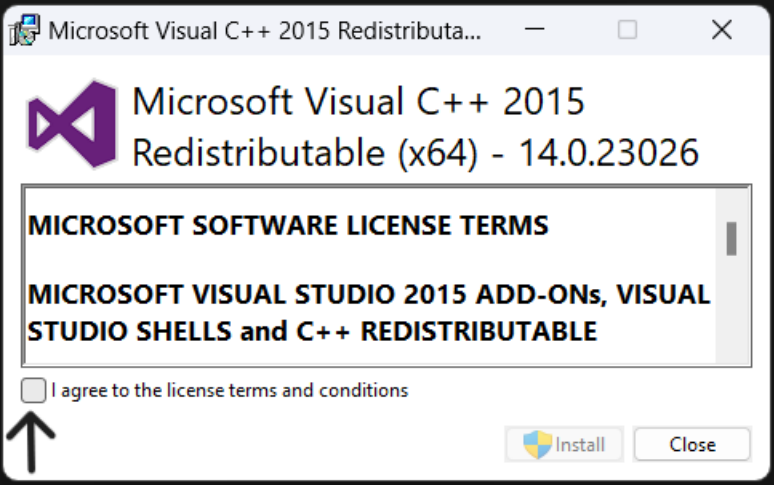 Microsoft Visual C++ 2015 Redistributa...
Microsoft Visual C++ 2015
Redistributable (x64) - 14.0.23026
MICROSOFT SOFTWARE LICENSE TERMS
MICROSOFT VISUAL STUDIO 2015 ADD-ONs, VISUAL
STUDIO SHELLS and C++ REDISTRIBUTABLE
I agree to the license terms and conditions
Install
Close